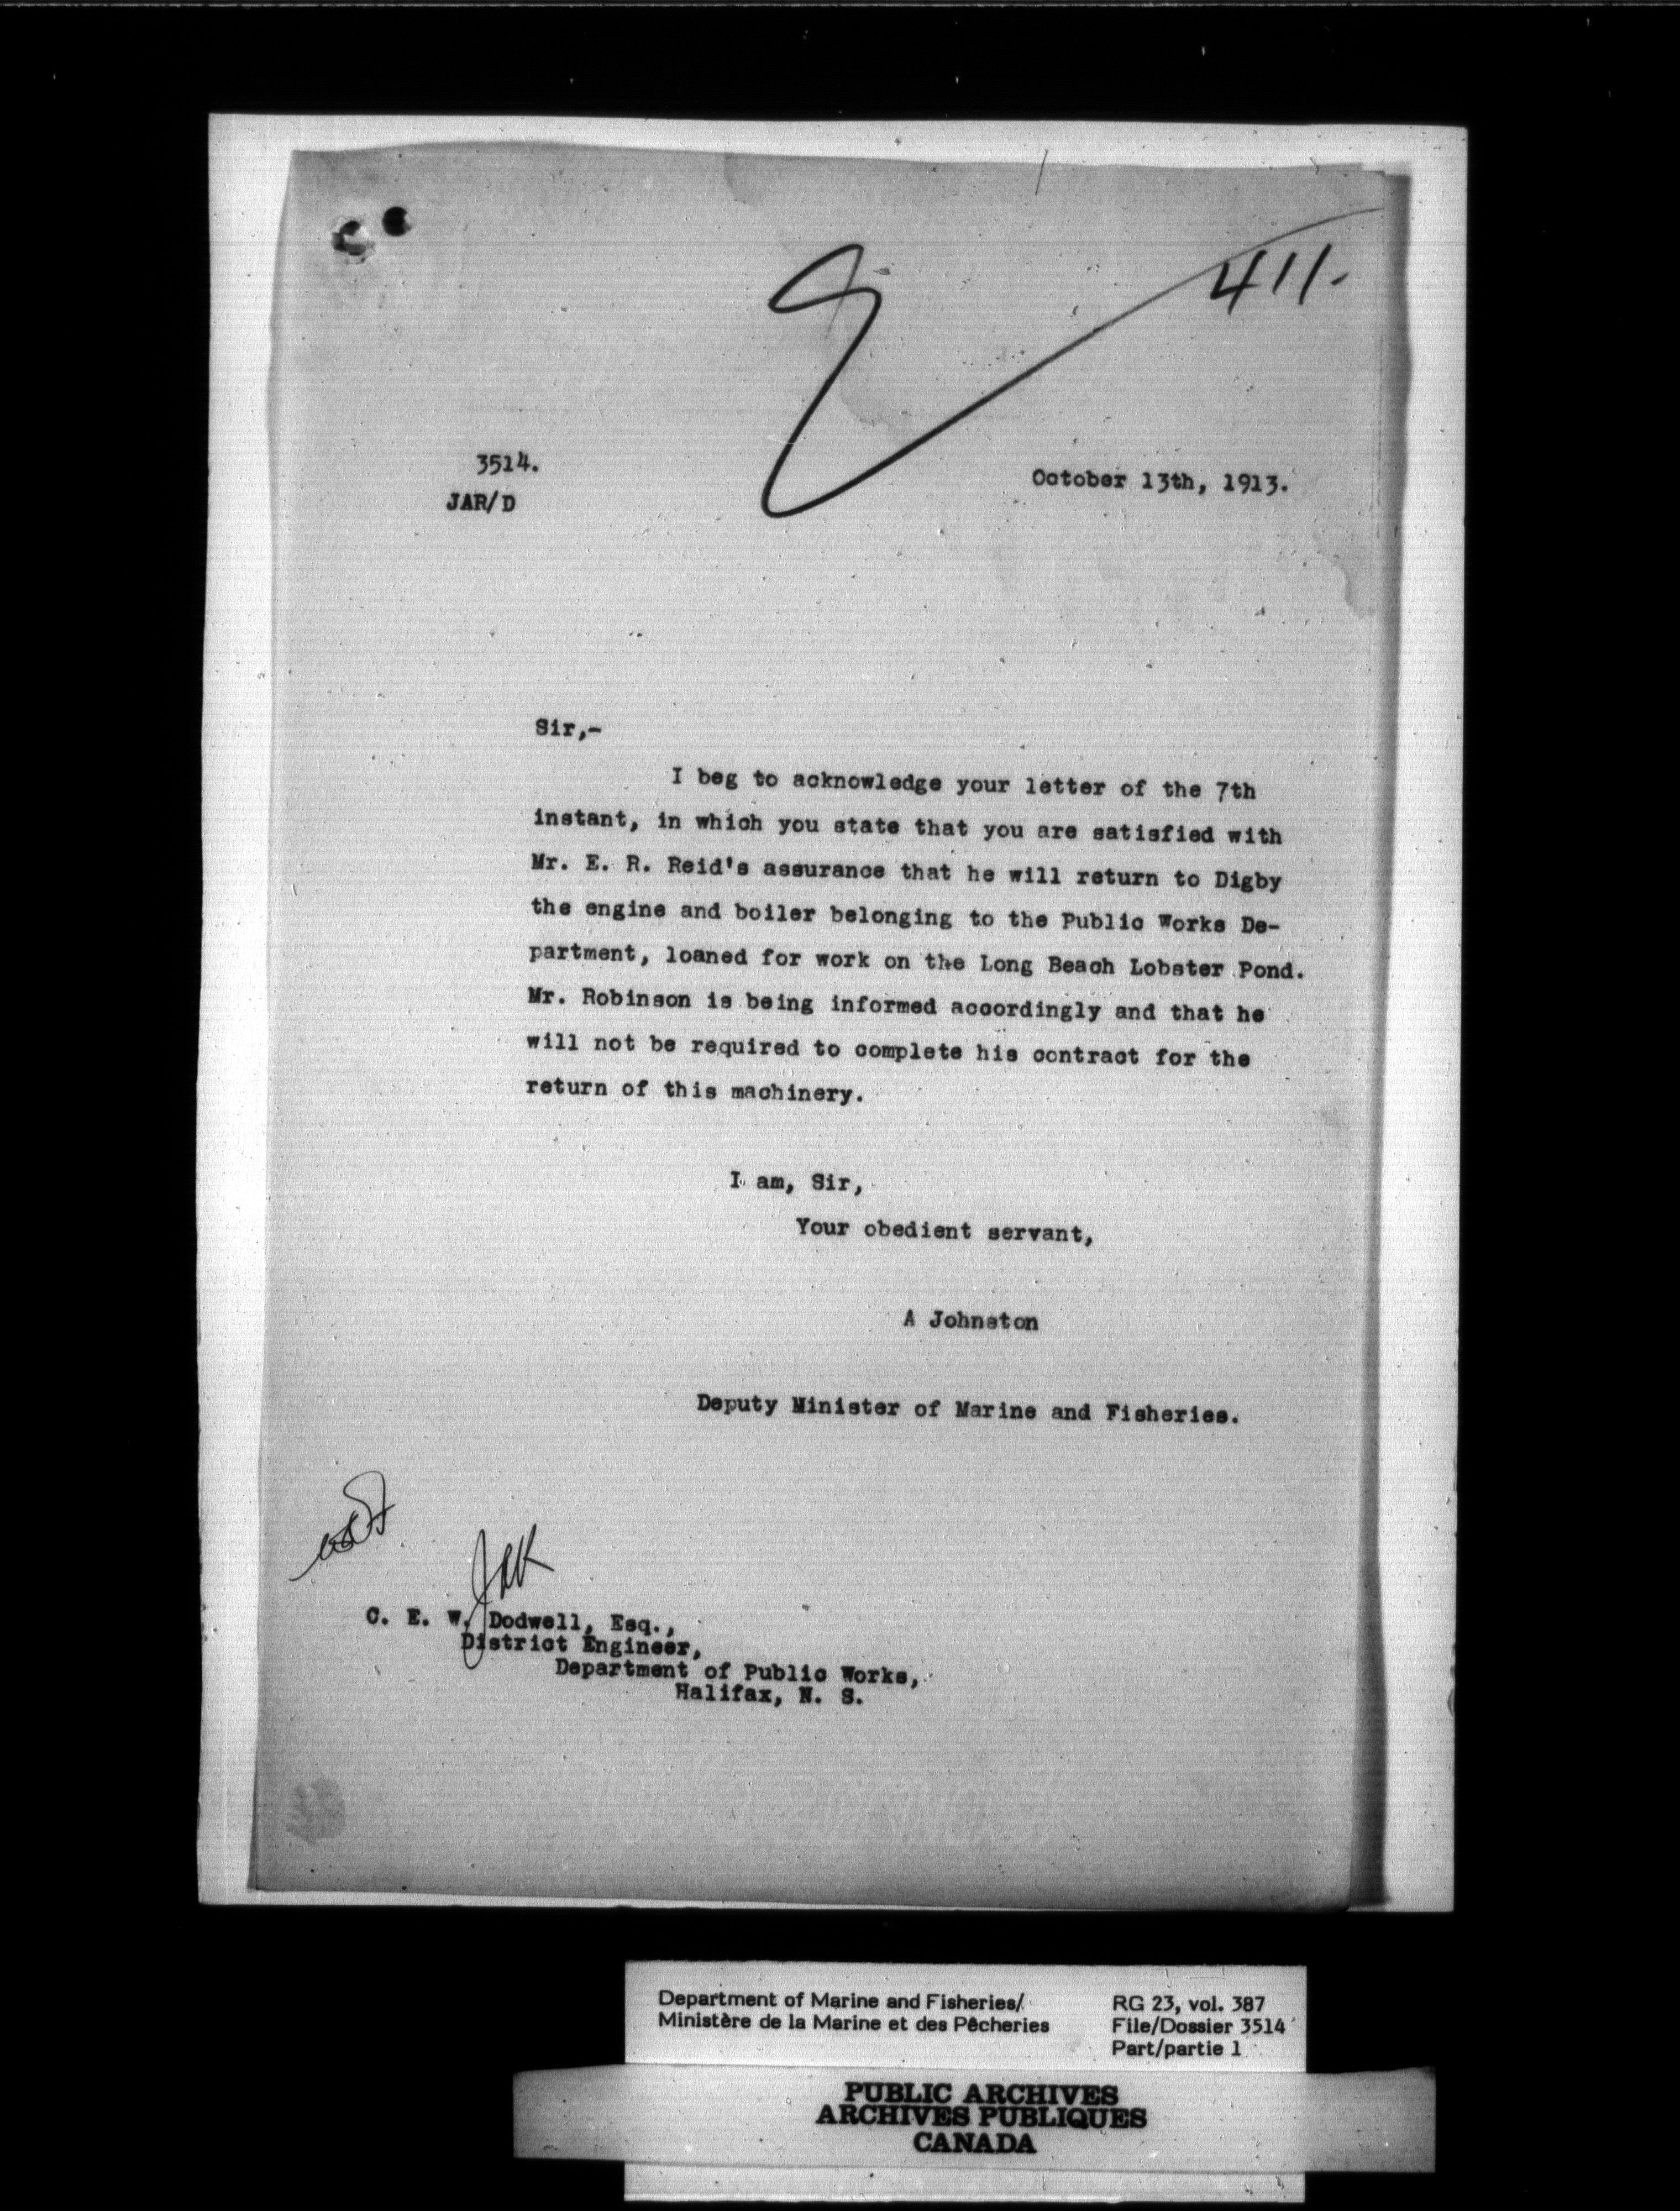 411.
3514.
October 13th, 1913.
JAR/D
Sir,-
I beg to acknowledge your letter of the 7th
instant, in which you state that you are satisfied with
Mr. E. R. Reid's assurance that he will return to Digby
the engine and boiler belonging to the Public Works De-
partment, loaned for work on the Long Beach Lobster Pond.
Mr. Robinson is being informed accordingly and that he
will not be required to complete his contract for the
return of this machinery.
I am, Sir,
Your obedient servant,
A Johnston
Deputy Minister of Marine and Fisheries.
C. E. W. Dodwell, Esq.,
District Engineer,
Department of Public Works,
Halifax, N. S.
Department of Marine and Fisheries/
Ministère de la Marine et des Pêcheries
RG 23, vol. 387
File/Dossier 3514
Part/partie 1
PUBLIC ARCHIVES
ARCHIVES PUBLIQUES
CANADA